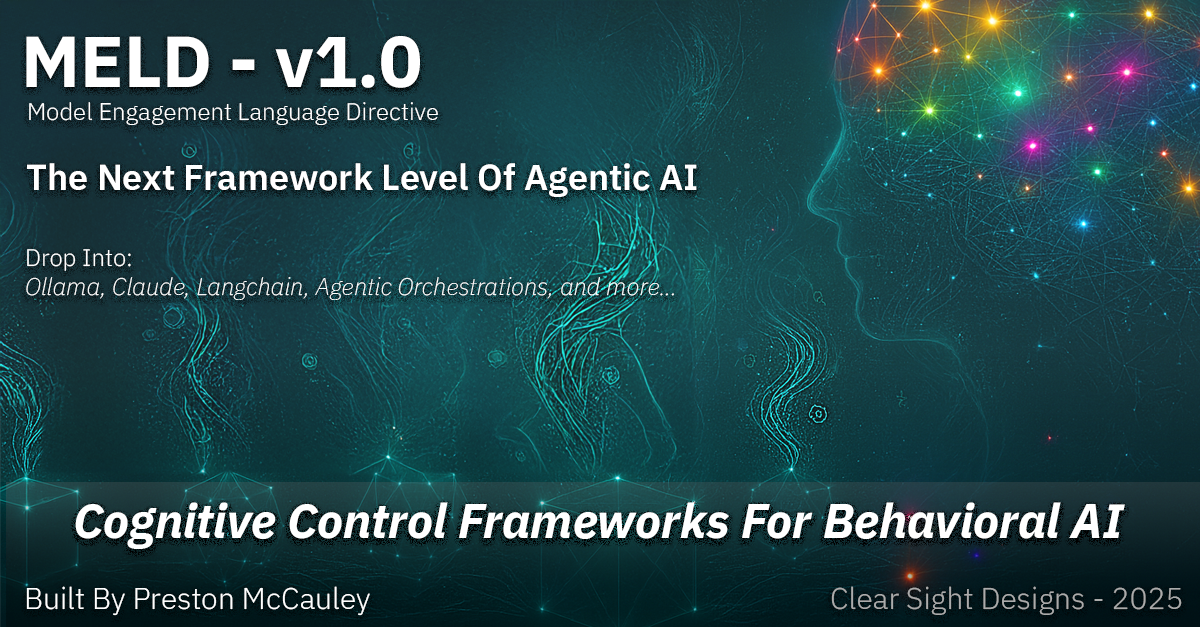 MELD - v1.0
Model Engagement Language Directive
The Next Framework Level Of Agentic AI
Drop Into:
Ollama, Claude, Langchain, Agentic Orchestrations, and more...
Cognitive Control Frameworks For Behavioral AI
Built By Preston McCauley
Clear Sight Designs - 2025